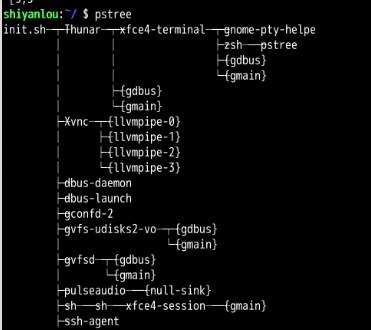 shiyanlou:~/ $ pstree
init.sh─┬─Thunar─┬─xfce4-terminal─┬─gnome-pty-helpe
        │        │                ├─zsh───pstree
        │        │                ├─{gdbus}
        │        │                └─{gmain}
        │        ├─{gdbus}
        │        └─{gmain}
        ├─Xvnc─┬─{llvmpipe-0}
        │      ├─{llvmpipe-1}
        │      ├─{llvmpipe-2}
        │      └─{llvmpipe-3}
        ├─dbus-daemon
        ├─dbus-launch
        ├─gconfd-2
        ├─gvfs-udisks2-vo─┬─{gdbus}
        │                 └─{gmain}
        ├─gvfsd─┬─{gdbus}
        │       └─{gmain}
        ├─pulseaudio───{null-sink}
        ├─sh───sh───xfce4-session───{gmain}
        ├─ssh-agent